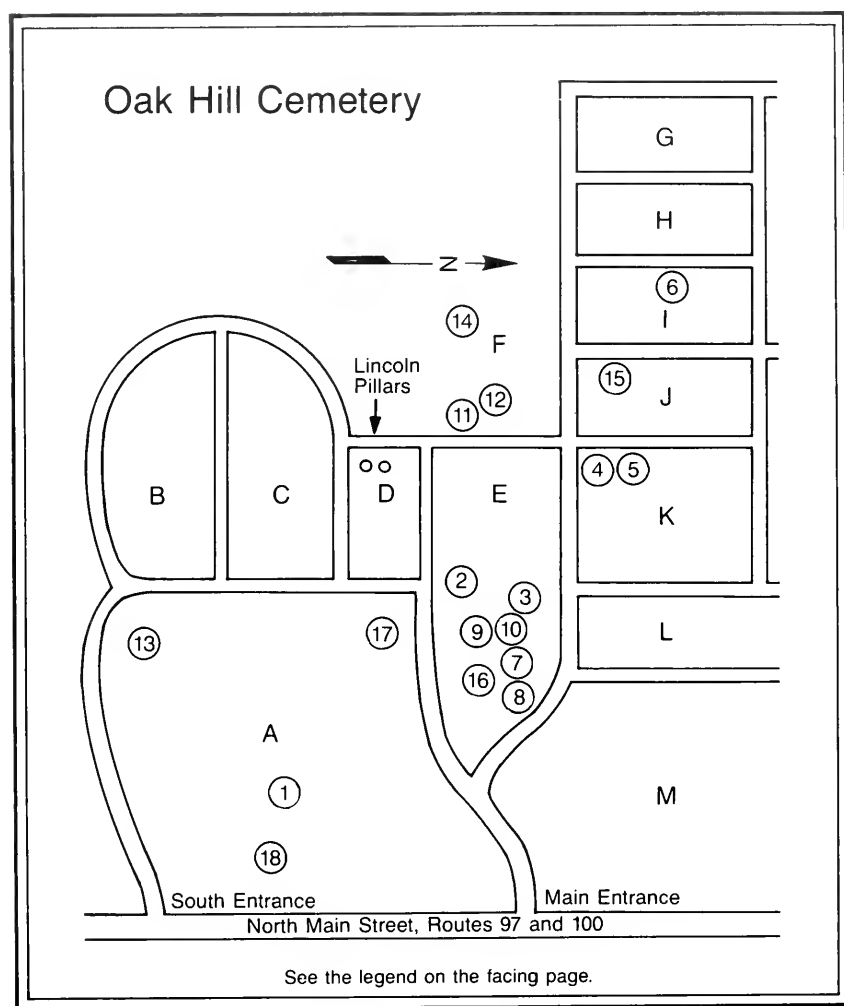 Oak Hill Cemetery
G
H
N
6
I
14
F
Lincoln
Pillars
15
J
12
11
4 5
B
C
D
E
K
2
3
9 10
13
17
L
7
16
8
A
1
M
18
South Entrance
Main Entrance
North Main Street, Routes 97 and 100
See the legend on the facing page.